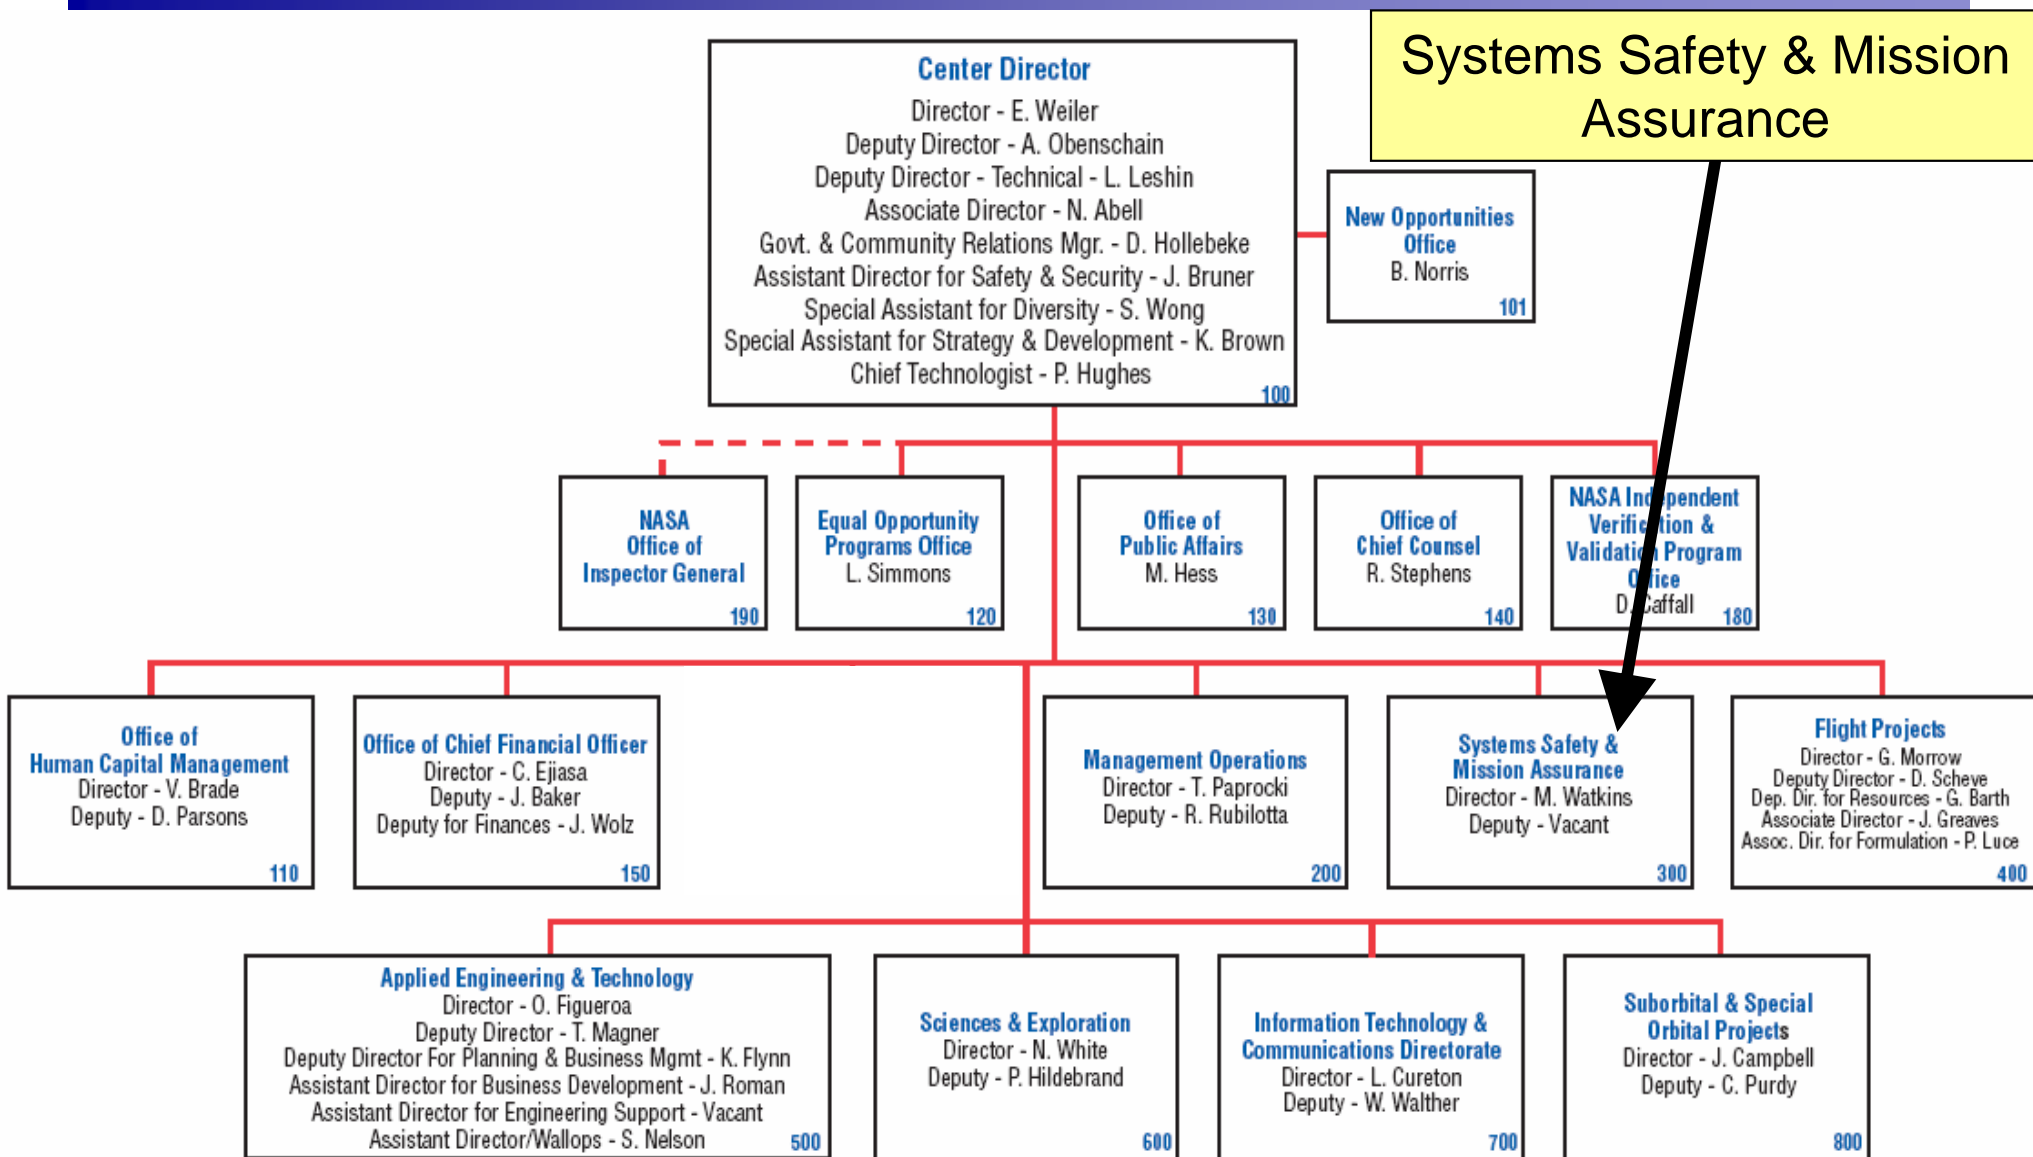 Systems Safety & Mission
Assurance
Center Director
Director - E. Weiler
Deputy Director - A. Obenschain
Deputy Director - Technical - L. Leshin
Associate Director - N. Abell
Govt. & Community Relations Mgr. - D. Hollebeke
Assistant Director for Safety & Security - J. Bruner
Special Assistant for Diversity - S. Wong
Special Assistant for Strategy & Development - K. Brown
Chief Technologist - P. Hughes
100
New Opportunities
Office
B. Norris
101
NASA
Office of
Inspector General
190
Equal Opportunity
Programs Office
L. Simmons
120
Office of
Public Affairs
M. Hess
130
Office of
Chief Counsel
R. Stephens
140
NASA Independent
Verification &
Validation Program
Office
D. Caffall
180
Office of
Human Capital Management
Director - V. Brade
Deputy - D. Parsons
110
Office of Chief Financial Officer
Director - C. Ejiasa
Deputy - J. Baker
Deputy for Finances - J. Wolz
150
Management Operations
Director - T. Paprocki
Deputy - R. Rubilotta
200
Systems Safety &
Mission Assurance
Director - M. Watkins
Deputy - Vacant
300
Flight Projects
Director - G. Morrow
Deputy Director - D. Scheve
Dep. Dir. for Resources - G. Barth
Associate Director - J. Greaves
Assoc. Dir. for Formulation - P. Luce
400
Applied Engineering & Technology
Director - O. Figueroa
Deputy Director - T. Magner
Deputy Director For Planning & Business Mgmt - K. Flynn
Assistant Director for Business Development - J. Roman
Assistant Director for Engineering Support - Vacant
Assistant Director/Wallops - S. Nelson
500
Sciences & Exploration
Director - N. White
Deputy - P. Hildebrand
600
Information Technology &
Communications Directorate
Director - L. Cureton
Deputy - W. Walther
700
Suborbital & Special
Orbital Projects
Director - J. Campbell
Deputy - C. Purdy
800